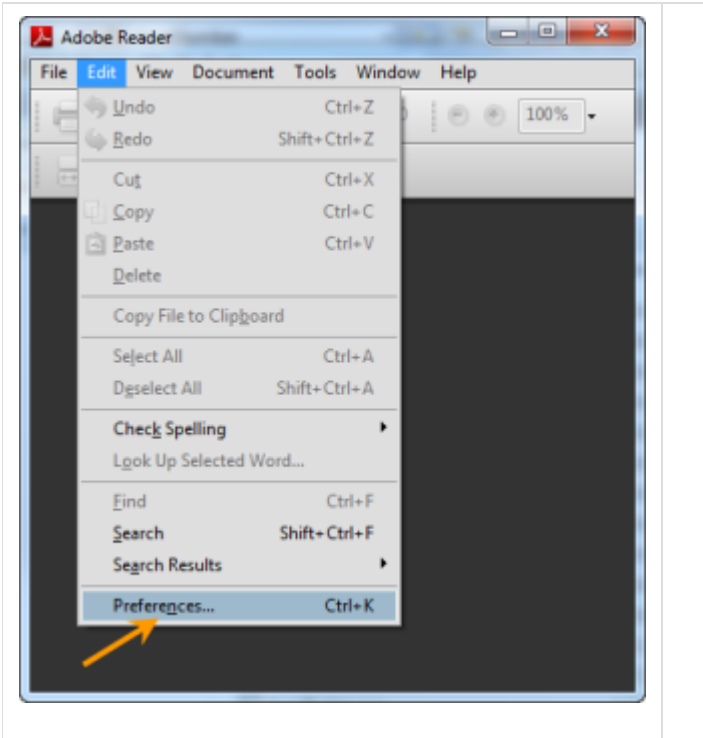 Adobe Reader
File Edit View Document Tools Window Help
100%
Undo Ctrl+Z
Redo Shift+Ctrl+Z
Cut Ctrl+X
Copy Ctrl+C
Paste Ctrl+V
Delete
Copy File to Clipboard
Select All Ctrl+A
Deselect All Shift+Ctrl+A
Check Spelling
Look Up Selected Word...
Find Ctrl+F
Search Shift+Ctrl+F
Search Results
Preferences... Ctrl+K